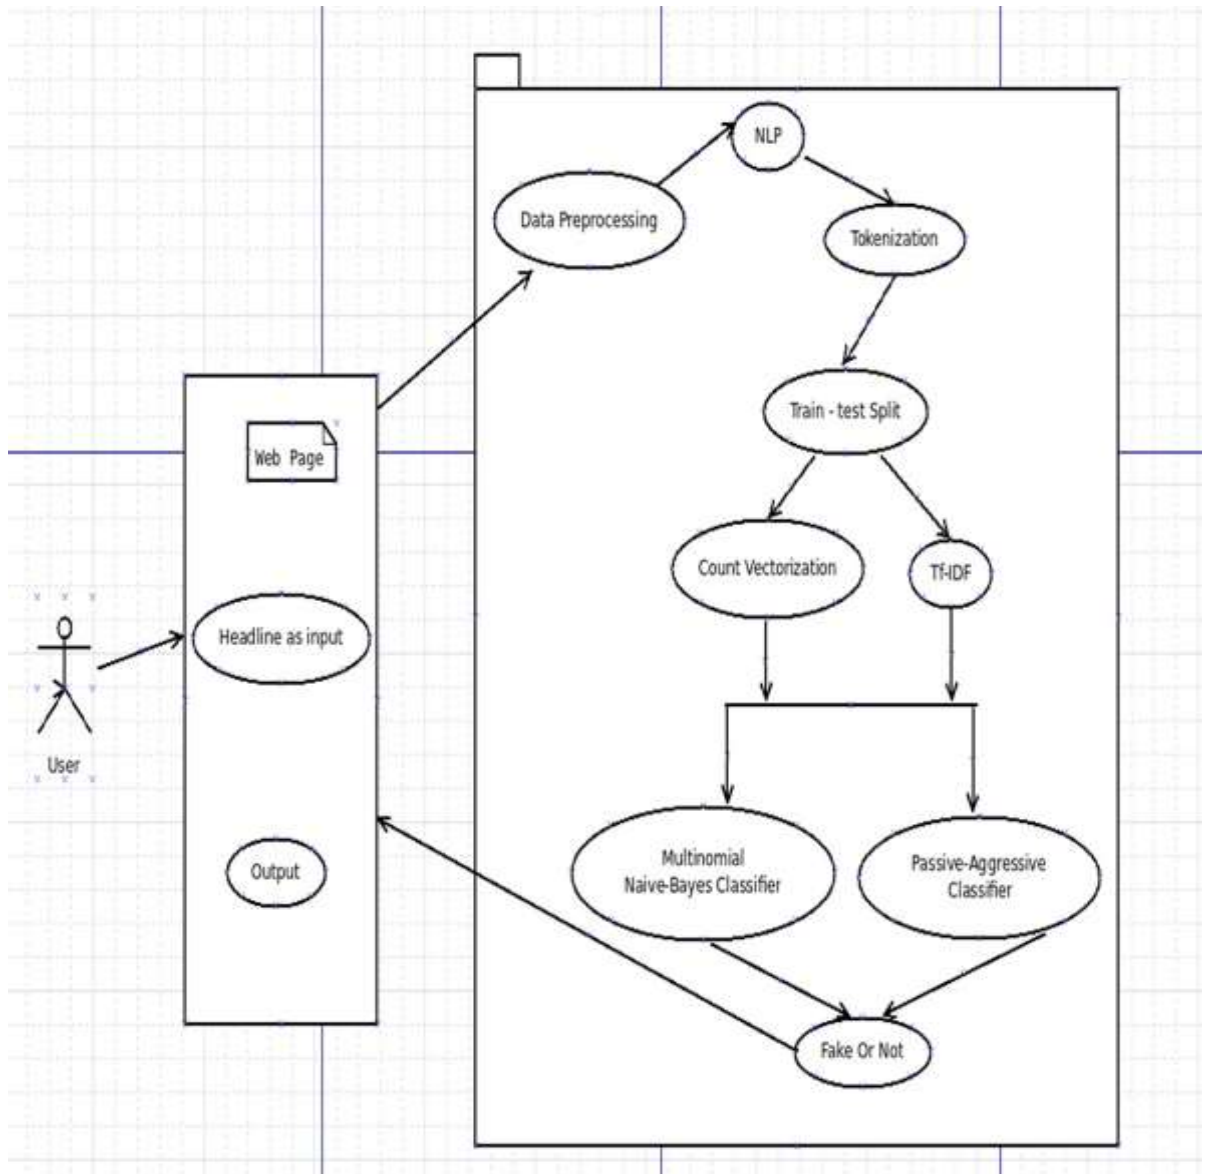 NLP
Data Preprocessing
Tokenization
Train - test Split
Web Page
Count Vectorization
Tf-IDF
Headline as input
User
Multinomial
Naive-Bayes Classifier
Passive-Aggressive
Classifier
Output
Fake Or Not